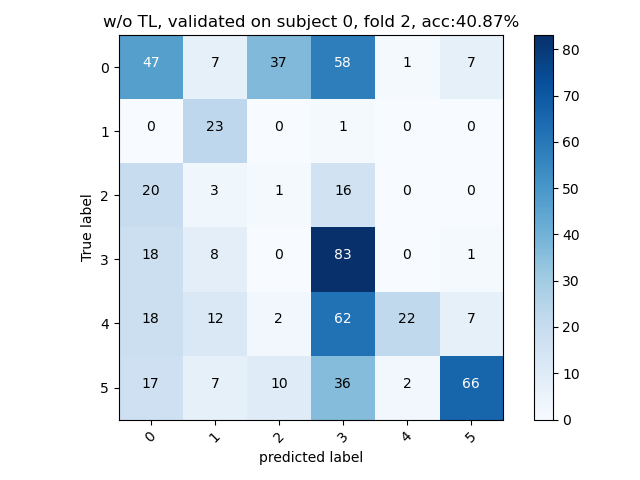 w/o TL, validated on subject 0, fold 2, acc:40.87%
True label
0 47 7 37 58 1 7
1 0 23 0 1 0 0
2 20 3 1 16 0 0
3 18 8 0 83 0 1
4 18 12 2 62 22 7
5 17 7 10 36 2 66
0 1 2 3 4 5
predicted label
80
70
60
50
40
30
20
10
0